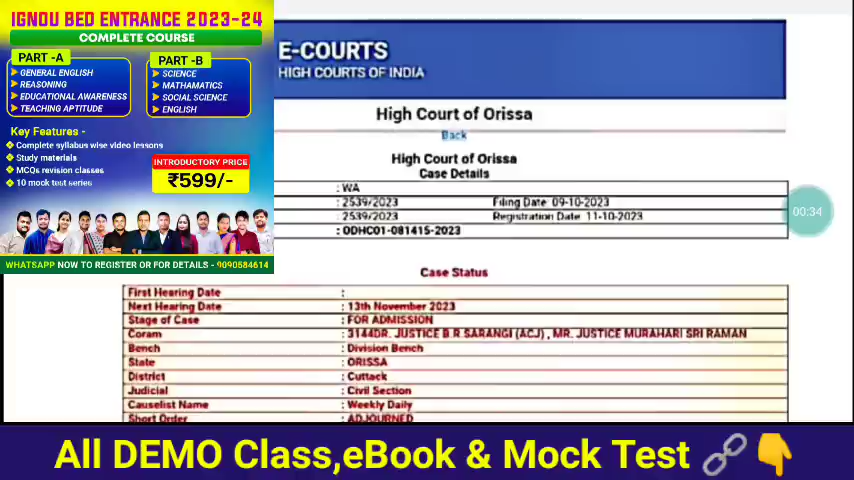 IGNOU BED ENTRANCE 2023-24
COMPLETE COURSE
PART -A
GENERAL ENGLISH
REASONING
EDUCATIONAL AWARENESS
TEACHING APTITUDE
PART -B
SCIENCE
MATHAMATICS
SOCIAL SCIENCE
ENGLISH
Key Features -
Complete syllabus wise video lessons
Study materials
MCQs revision classes
10 mock test series
INTRODUCTORY PRICE
₹599/-
WHATSAPP NOW TO REGISTER OR FOR DETAILS - 9090584614
E-COURTS
HIGH COURTS OF INDIA
High Court of Orissa
Back
High Court of Orissa
Case Details
: WA
: 2539/2023 Filing Date 09-10-2023
: 2539/2023 Registration Date 11-10-2023
: ODHC01-081415-2023
00:34
Case Status
First Hearing Date :
Next Hearing Date : 13th November 2023
Stage of Case : FOR ADMISSION
Coram : 3144DR. JUSTICE B R SARANGI (ACJ) , MR. JUSTICE MURAHARI SRI RAMAN
Bench : Division Bench
State : ORISSA
District : Cuttack
Judicial : Civil Section
Causelist Name : Weekly Daily
Short Order : ADJOURNED
All DEMO Class,eBook & Mock Test 🔗👇